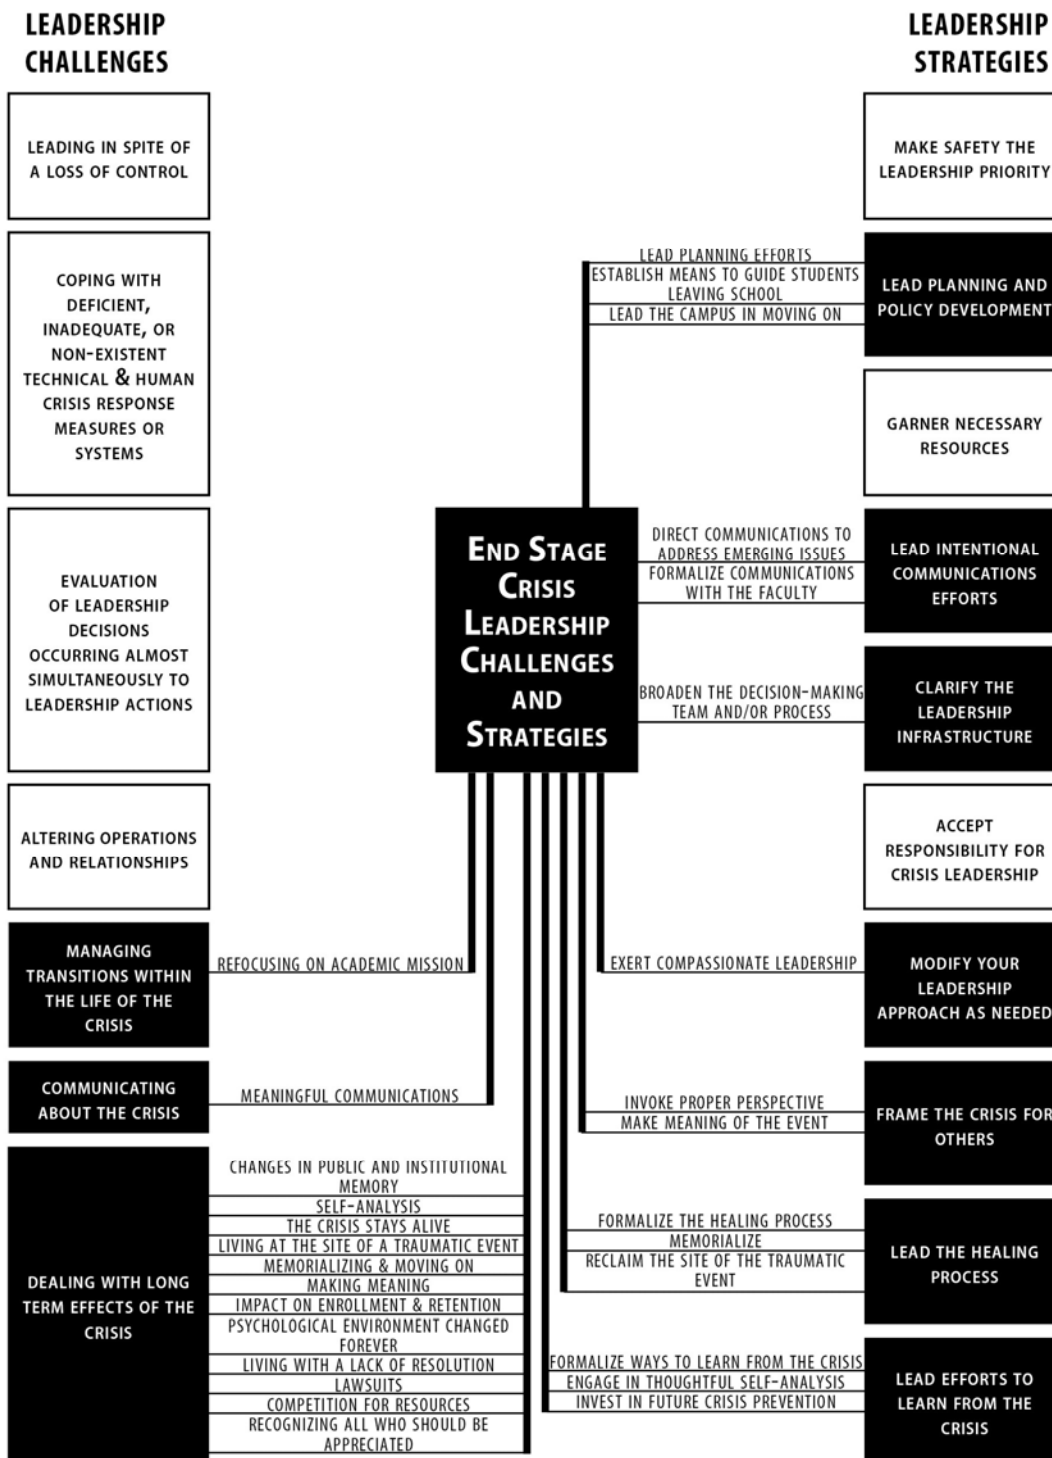 LEADERSHIP
CHALLENGES
LEADING IN SPITE OF
A LOSS OF CONTROL
COPING WITH
DEFICIENT,
INADEQUATE, OR
NON-EXISTENT
TECHNICAL & HUMAN
CRISIS RESPONSE
MEASURES OR
SYSTEMS
EVALUATION
OF LEADERSHIP
DECISIONS
OCCURRING ALMOST
SIMULTANEOUSLY TO
LEADERSHIP ACTIONS
ALTERING OPERATIONS
AND RELATIONSHIPS
MANAGING
TRANSITIONS WITHIN
THE LIFE OF THE
CRISIS
REFOCUSING ON ACADEMIC MISSION
COMMUNICATING
ABOUT THE CRISIS
MEANINGFUL COMMUNICATIONS
DEALING WITH LONG
TERM EFFECTS OF THE
CRISIS
CHANGES IN PUBLIC AND INSTITUTIONAL
MEMORY
SELF-ANALYSIS
THE CRISIS STAYS ALIVE
LIVING AT THE SITE OF A TRAUMATIC EVENT
MEMORIALIZING & MOVING ON
MAKING MEANING
IMPACT ON ENROLLMENT & RETENTION
PSYCHOLOGICAL ENVIRONMENT CHANGED
FOREVER
LIVING WITH A LACK OF RESOLUTION
LAWSUITS
COMPETITION FOR RESOURCES
RECOGNIZING ALL WHO SHOULD BE
APPRECIATED
END STAGE
CRISIS
LEADERSHIP
CHALLENGES
AND
STRATEGIES
LEADERSHIP
STRATEGIES
MAKE SAFETY THE
LEADERSHIP PRIORITY
LEAD PLANNING EFFORTS
ESTABLISH MEANS TO GUIDE STUDENTS
LEAVING SCHOOL
LEAD THE CAMPUS IN MOVING ON
LEAD PLANNING AND
POLICY DEVELOPMENT
GARNER NECESSARY
RESOURCES
DIRECT COMMUNICATIONS TO
ADDRESS EMERGING ISSUES
FORMALIZE COMMUNICATIONS
WITH THE FACULTY
LEAD INTENTIONAL
COMMUNICATIONS
EFFORTS
BROADEN THE DECISION-MAKING
TEAM AND/OR PROCESS
CLARIFY THE
LEADERSHIP
INFRASTRUCTURE
ACCEPT
RESPONSIBILITY FOR
CRISIS LEADERSHIP
EXERT COMPASSIONATE LEADERSHIP
MODIFY YOUR
LEADERSHIP
APPROACH AS NEEDED
INVOKE PROPER PERSPECTIVE
MAKE MEANING OF THE EVENT
FRAME THE CRISIS FOR
OTHERS
FORMALIZE THE HEALING PROCESS
MEMORIALIZE
RECLAIM THE SITE OF THE TRAUMATIC
EVENT
LEAD THE HEALING
PROCESS
FORMALIZE WAYS TO LEARN FROM THE CRISIS
ENGAGE IN THOUGHTFUL SELF-ANALYSIS
INVEST IN FUTURE CRISIS PREVENTION
LEAD EFFORTS TO
LEARN FROM THE
CRISIS